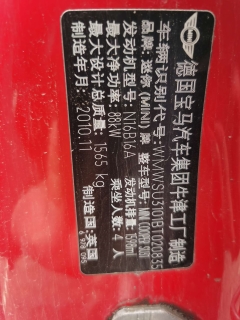 德国宝马汽车集团牛津工厂制造
车辆识别代号: WMWSU3101BT022835
品牌: 迷你 (MINI) 牌 整车型号: MINI COOPER SUD
发动机型号: N16B16A 发动机排量: 1598ml
最大净功率: 88kW 乘坐人数: 4 人
最大设计总质量: 1565 kg
制造年月: 2010.11 制造国: 英国